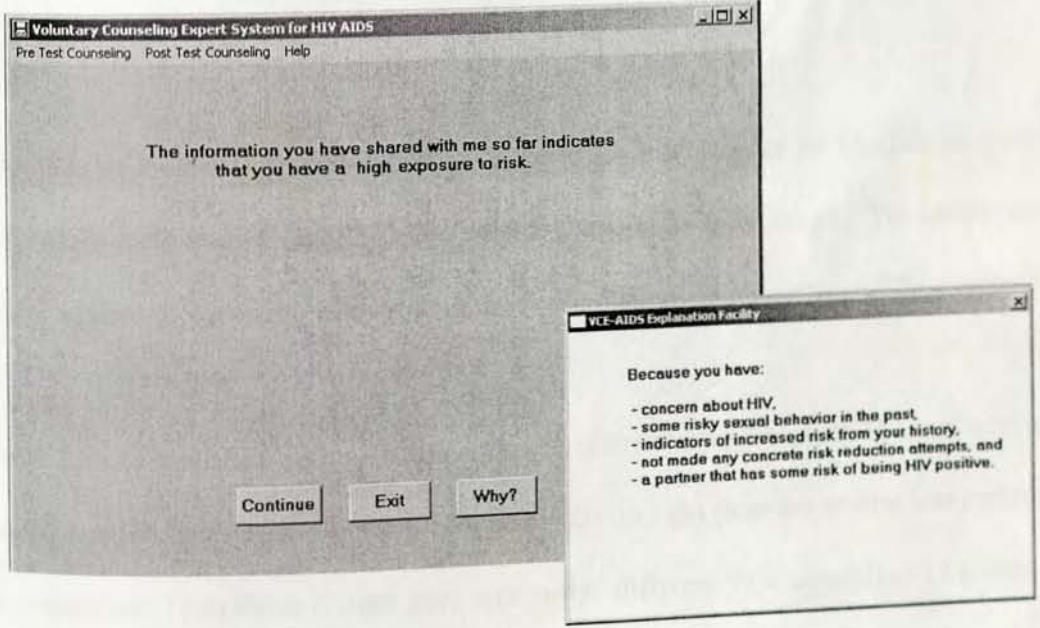 Voluntary Counseling Expert System for HIV AIDS
Pre Test Counseling Post Test Counseling Help
The information you have shared with me so far indicates
that you have a high exposure to risk.
Continue Exit Why?
VCE-AIDS Explanation Facility
Because you have:
- concern about HIV,
- some risky sexual behavior in the past,
- indicators of increased risk from your history,
- not made any concrete risk reduction attempts, and
- a partner that has some risk of being HIV positive.